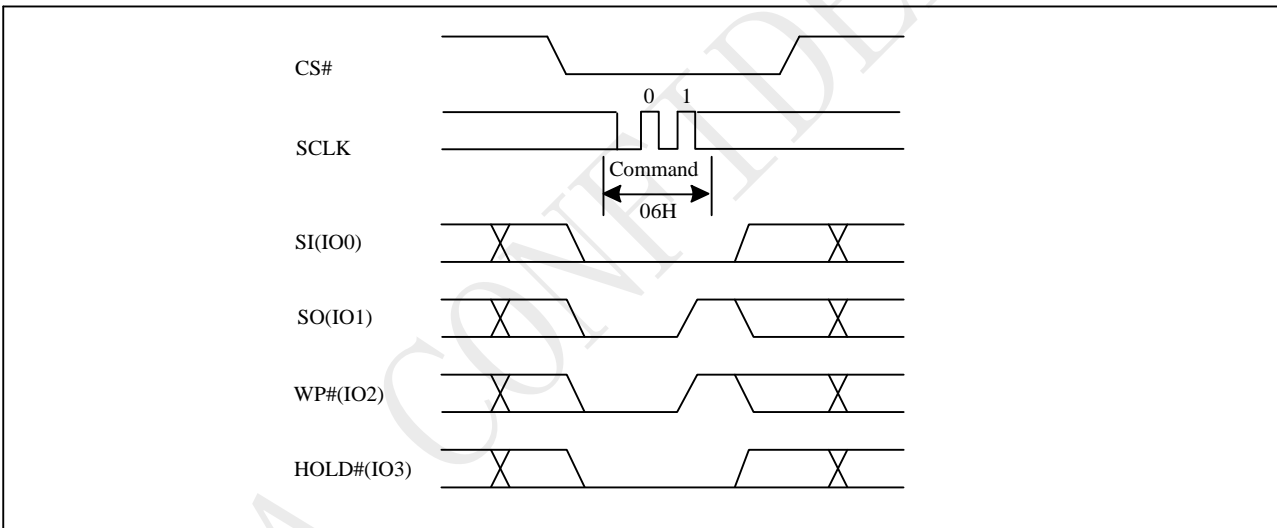 CS#
0 1
SCLK
Command
06H
SI(IO0)
SO(IO1)
WP#(IO2)
HOLD#(IO3)